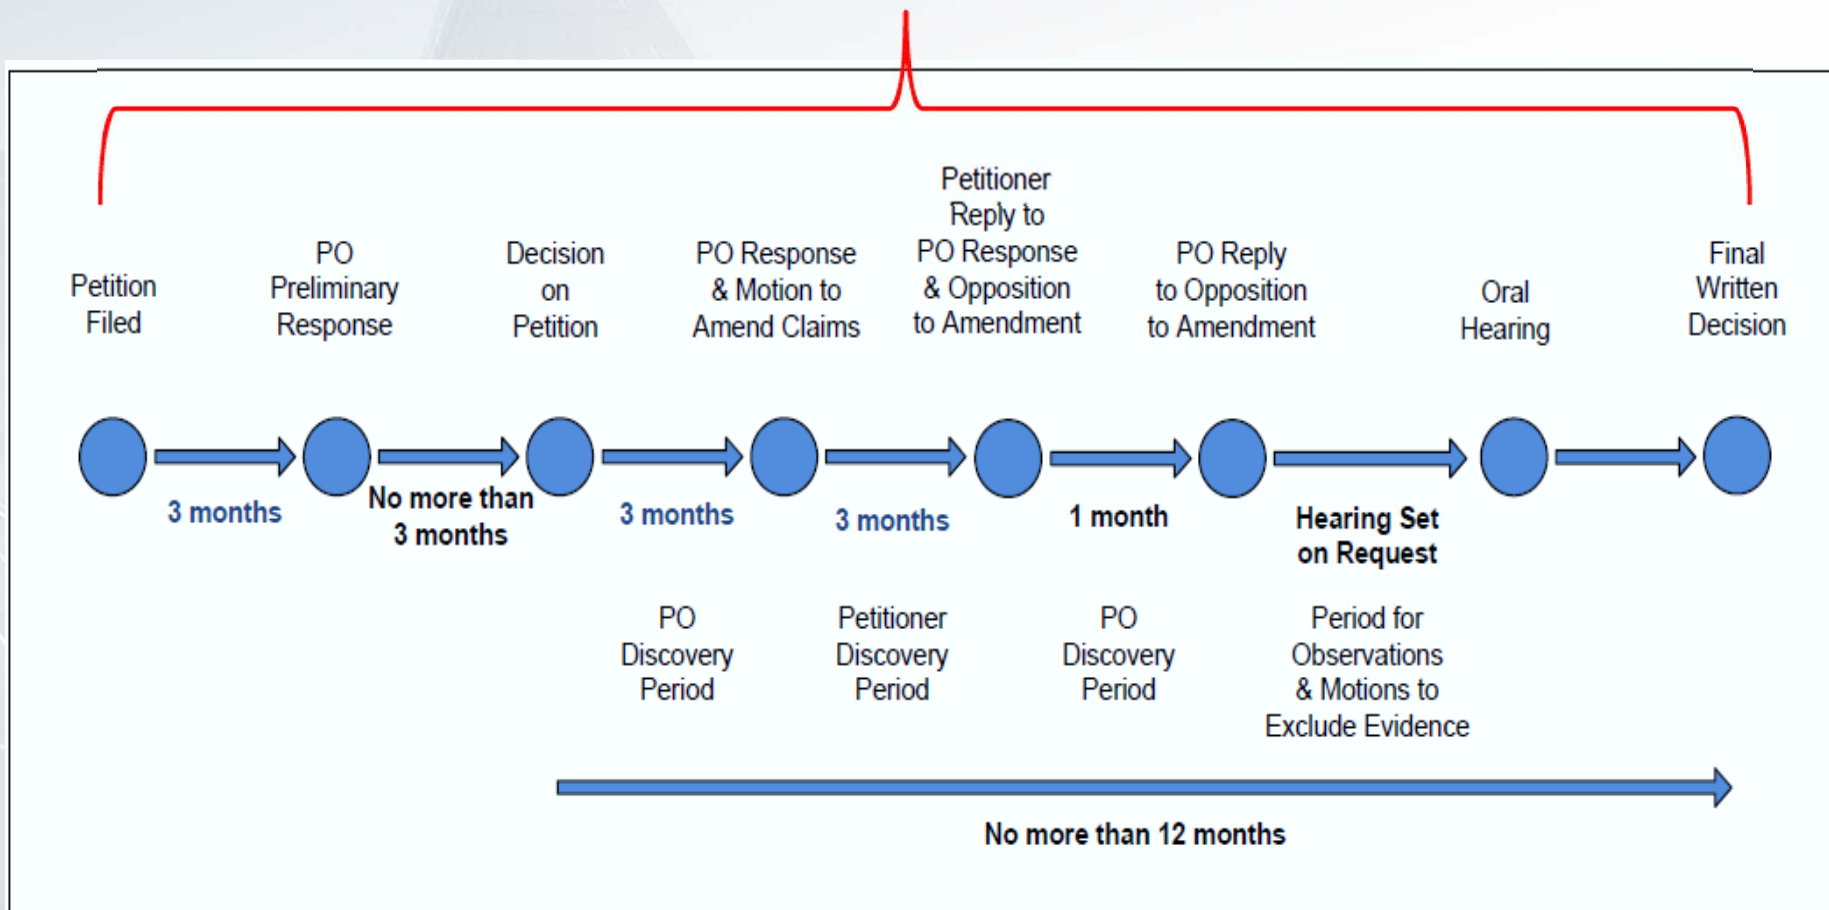 Petition
Filed
PO
Preliminary
Response
Decision
on
Petition
PO Response
& Motion to
Amend Claims
Petitioner
Reply to
PO Response
& Opposition
to Amendment
PO Reply
to Opposition
to Amendment
Oral
Hearing
Final
Written
Decision
3 months
No more than
3 months
3 months
3 months
1 month
Hearing Set
on Request
PO
Discovery
Period
Petitioner
Discovery
Period
PO
Discovery
Period
Period for
Observations
& Motions to
Exclude Evidence
No more than 12 months